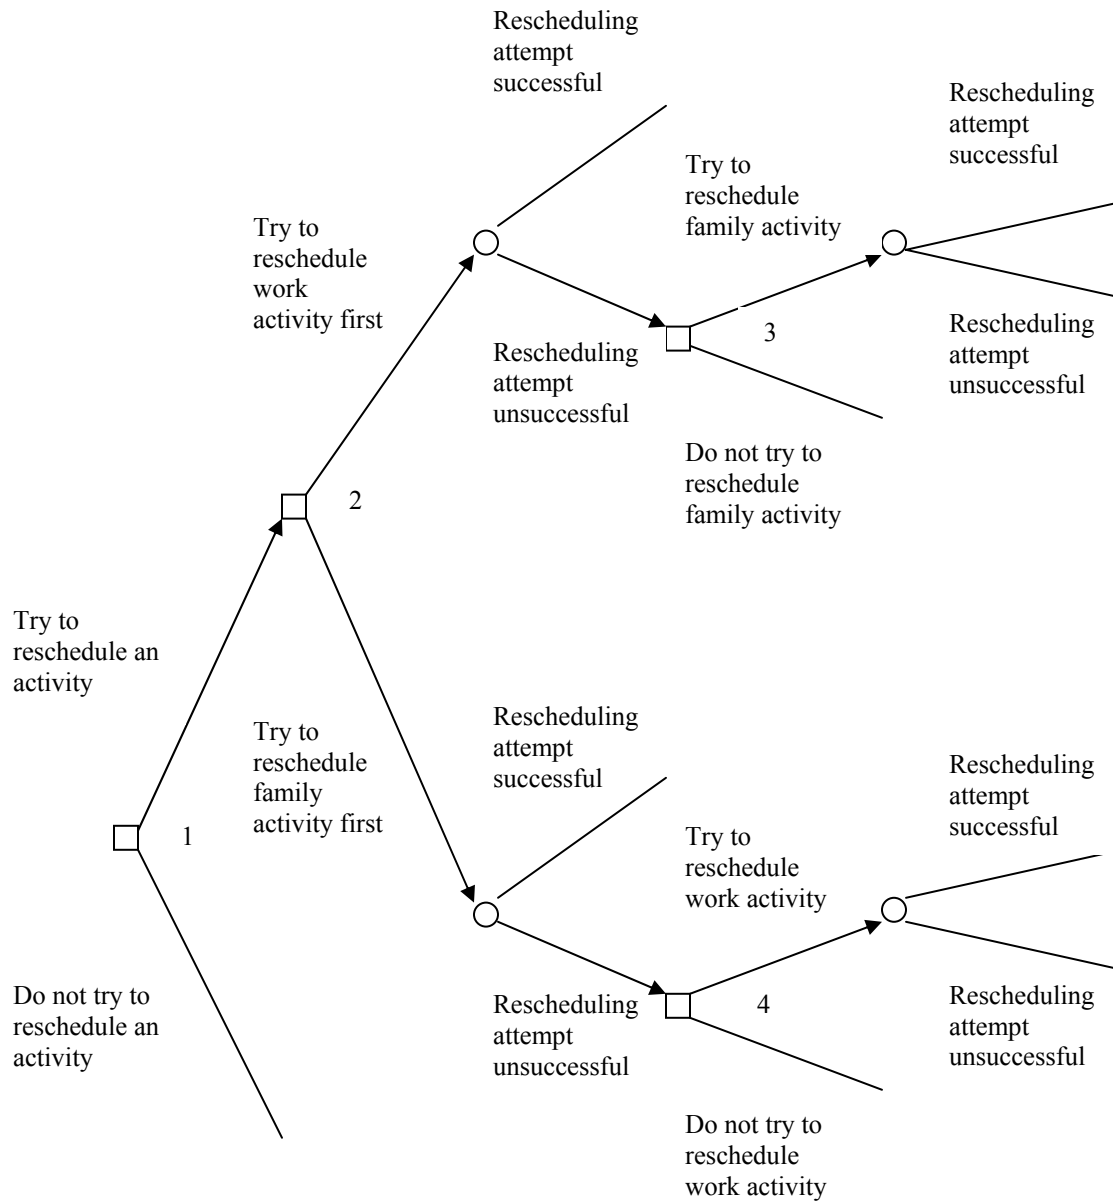 Rescheduling
attempt
successful
Rescheduling
attempt
successful
Try to
reschedule
family activity
Try to
reschedule
work
activity first
3
Rescheduling
attempt
unsuccessful
Rescheduling
attempt
unsuccessful
Do not try to
reschedule
family activity
2
Try to
reschedule an
activity
Try to
reschedule
family
activity first
Rescheduling
attempt
successful
Rescheduling
attempt
successful
1
Try to
reschedule
work activity
Do not try to
reschedule an
activity
Rescheduling
attempt
unsuccessful
4
Rescheduling
attempt
unsuccessful
Do not try to
reschedule
work activity